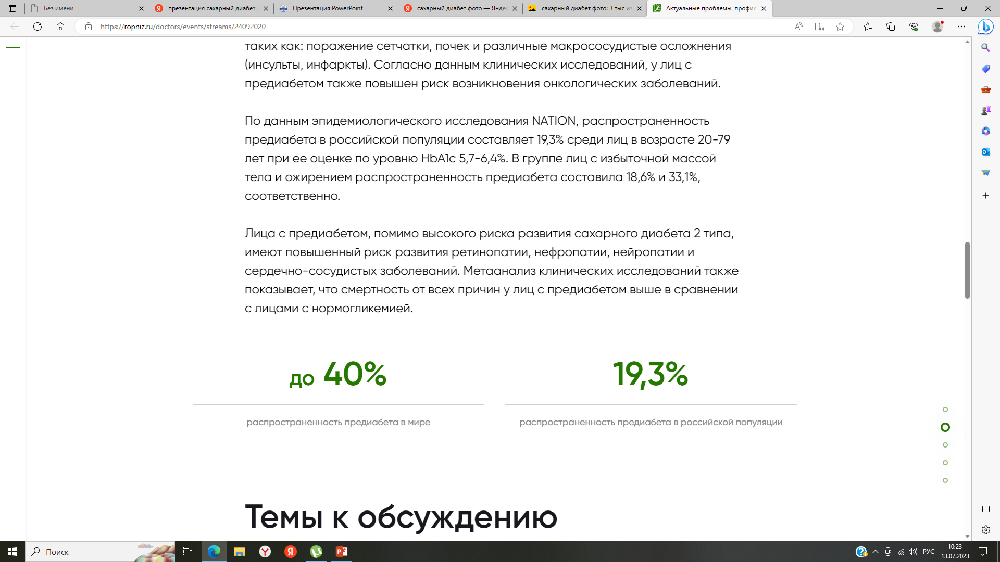 Без имени
презентация сахарный диабет
Презентация PowerPoint
сахарный диабет фото — Яндек
сахарный диабет фото: 3 тыс из
Актуальные проблемы, профил
https://ropniz.ru/doctors/events/streams/24092020
таких как: поражение сетчатки, почек и различные макрососудистые осложнения
(инсульты, инфаркты). Согласно данным клинических исследований, у лиц с
предиабетом также повышен риск возникновения онкологических заболеваний.
По данным эпидемиологического исследования NATION, распространенность
предиабета в российской популяции составляет 19,3% среди лиц в возрасте 20-79
лет при ее оценке по уровню HbA1c 5,7-6,4%. В группе лиц с избыточной массой
тела и ожирением распространенность предиабета составила 18,6% и 33,1%,
соответственно.
Лица с предиабетом, помимо высокого риска развития сахарного диабета 2 типа,
имеют повышенный риск развития ретинопатии, нефропатии, нейропатии и
сердечно-сосудистых заболеваний. Метаанализ клинических исследований также
показывает, что смертность от всех причин у лиц с предиабетом выше в сравнении
с лицами с нормогликемией.
до 40%
распространенность предиабета в мире
19,3%
распространенность предиабета в российской популяции
Темы к обсуждению
Поиск
РУС
10:23
13.07.2023